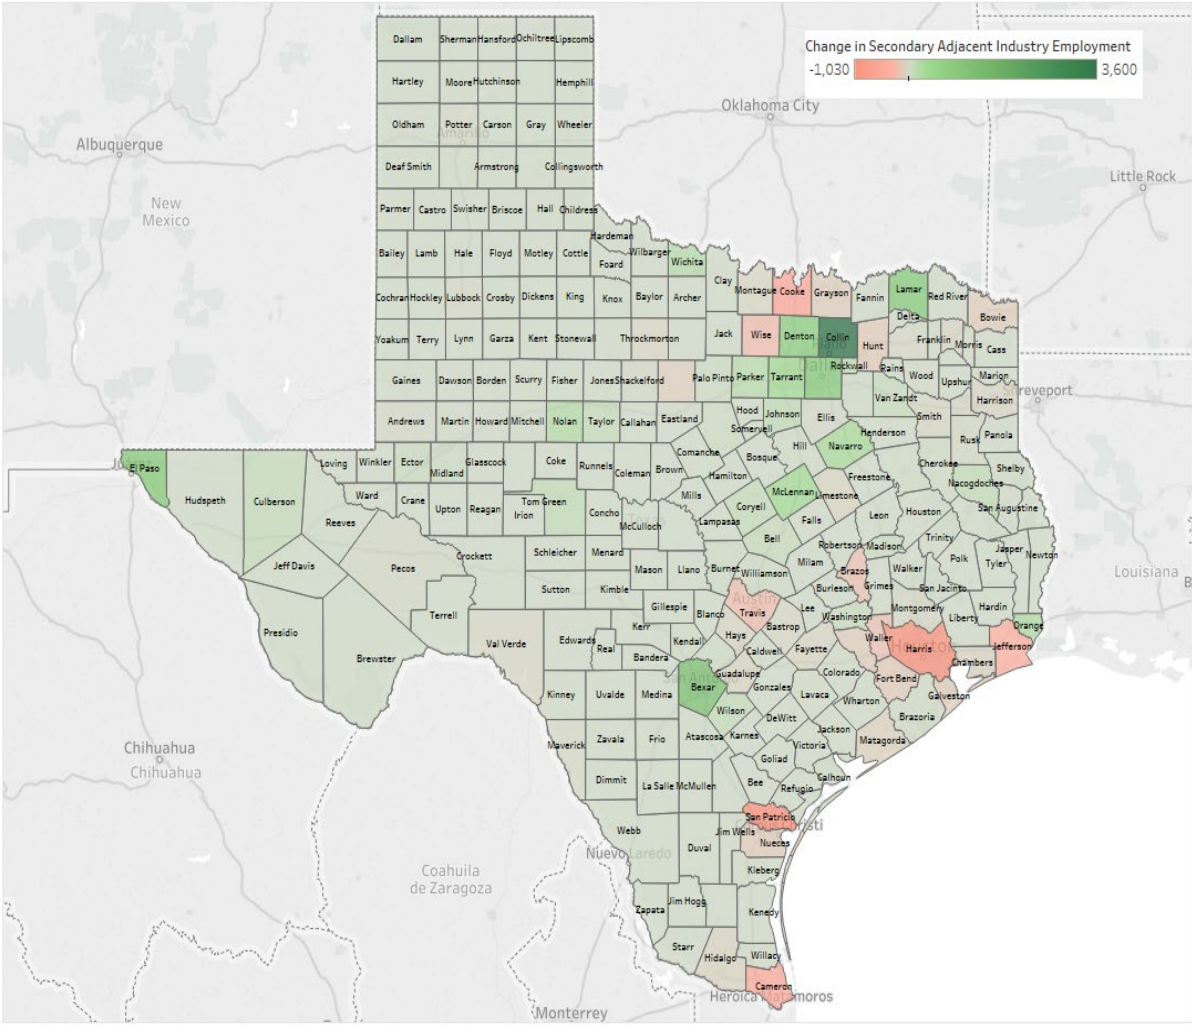 Change in Secondary Adjacent Industry Employment
-1,030 3,600
Oklahoma City
Albuquerque
New
Mexico
Little Rock
Amarillo
Dallam Sherman Hansford Ochiltree Lipscomb
Hartley Moore Hutchinson Hemphill
Oldham Potter Carson Gray Wheeler
Deaf Smith Armstrong Collingsworth
Parmer Castro Swisher Briscoe Hall Childress
Hardeman
Bailey Lamb Hale Floyd Motley Cottle Foard Wilbarger Wichita
Clay Montague Cooke Grayson Fannin Lamar Red River
Cochran Hockley Lubbock Crosby Dickens King Knox Baylor Archer
Delta Bowie
Yoakum Terry Lynn Garza Kent Stonewall Throckmorton Jack Wise Denton Collin Hunt Franklin Morris Cass
Gaines Dawson Borden Scurry Fisher Jones Shackelford Palo Pinto Parker Tarrant Rockwall Rains Wood Upshur Marion
Shreveport
Van Zandt Harrison
Andrews Martin Howard Mitchell Nolan Taylor Callahan Eastland Hood Somervell Johnson Ellis Smith
Henderson Rusk Panola
Navarro Hill Bosque Comanche
El Paso Hudspeth Culberson Loving Winkler Ector Midland Glasscock Coke Runnels Coleman Brown Hamilton Cherokee Shelby
Freestone Nacogdoches
Ward Crane Upton Reagan Tom Green Irion Concho Mills McLennan Limestone
Reeves McCulloch Lampasas Coryell Falls Leon Houston San Augustine
Bell Trinity
Robertson Madison Polk Jasper Newton Tyler
Jeff Davis Pecos Crockett Schleicher Menard Mason Llano Burnet Williamson Milam Brazos Walker
Louisiana
Sutton Kimble Burleson Grimes San Jacinto
Austin
Terrell Gillespie Blanco Travis Lee Washington Montgomery Hardin
Liberty
Presidio Kerr Bastrop Orange
Val Verde Edwards Real Kendall Hays Caldwell Fayette Waller Harris Jefferson
Brewster Bandera Chambers
Kinney Uvalde Medina Bexar Guadalupe Gonzales Colorado Fort Bend
Lavaca Wharton Galveston
Wilson DeWitt Brazoria
Maverick Zavala Frio Atascosa Karnes Jackson Matagorda
Victoria
Chihuahua
Chihuahua
Goliad
Dimmit La Salle McMullen Bee Refugio Calhoun
San Patricio
Webb Duval Jim Wells Nueces
Nuevo Laredo
Coahuila
de Zaragoza
Kleberg
Zapata Jim Hogg Kenedy
Starr Hidalgo Willacy
Cameron
Heroica Matamoros
Monterrey